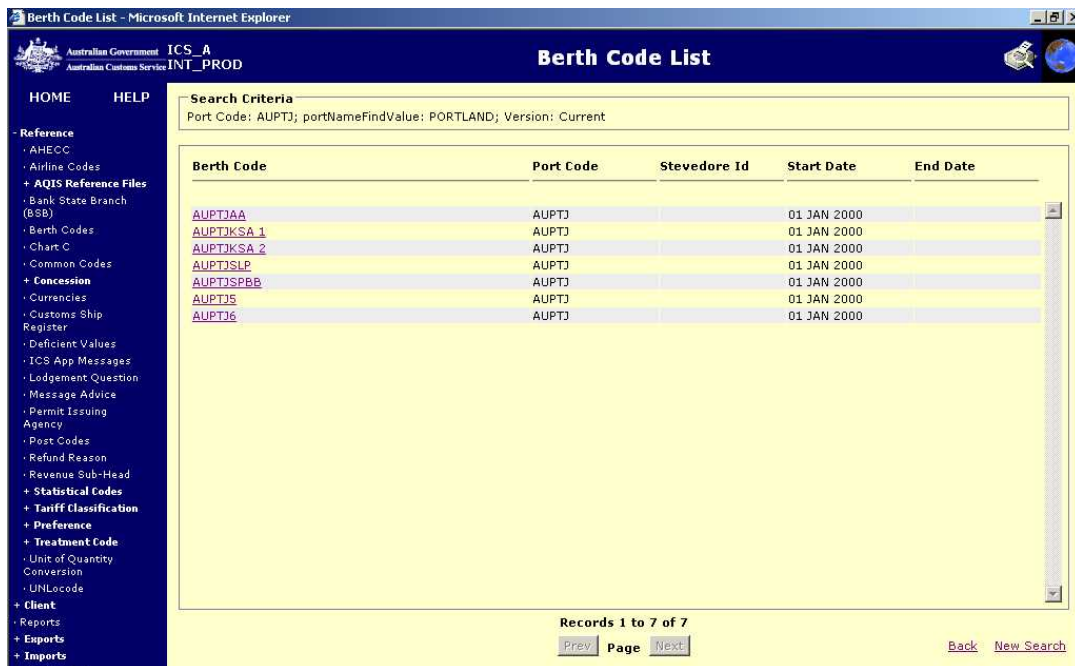 Berth Code List - Microsoft Internet Explorer
Australian Government
Australian Customs Service
ICS_A
INT_PROD
Berth Code List
HOME HELP
- Reference
· AHECC
· Airline Codes
+ AQIS Reference Files
· Bank State Branch
(BSB)
· Berth Codes
· Chart C
· Common Codes
+ Concession
· Currencies
· Customs Ship
Register
· Deficient Values
· ICS App Messages
· Lodgement Question
· Message Advice
· Permit Issuing
Agency
· Post Codes
· Refund Reason
· Revenue Sub-Head
+ Statistical Codes
+ Tariff Classification
+ Preference
+ Treatment Code
· Unit of Quantity
Conversion
· UNLocode
+ Client
· Reports
+ Exports
+ Imports
Search Criteria
Port Code: AUPTJ; portNameFindValue: PORTLAND; Version: Current
Berth Code Port Code Stevedore Id Start Date End Date
AUPTJAA AUPTJ 01 JAN 2000
AUPTJKSA 1 AUPTJ 01 JAN 2000
AUPTJKSA 2 AUPTJ 01 JAN 2000
AUPTJSLP AUPTJ 01 JAN 2000
AUPTJSPBB AUPTJ 01 JAN 2000
AUPTJ5 AUPTJ 01 JAN 2000
AUPTJ6 AUPTJ 01 JAN 2000
Records 1 to 7 of 7
Prev Page Next
Back New Search